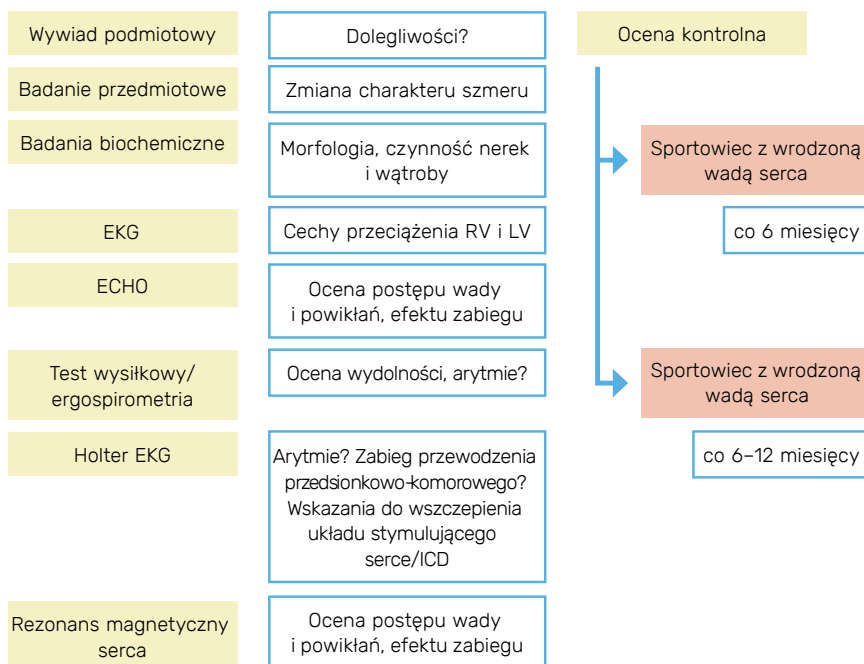 Wywiad podmiotowy
Dolegliwości?
Ocena kontrolna
Badanie przedmiotowe
Zmiana charakteru szmeru
Badania biochemiczne
Morfologia, czynność nerek
i wątroby
Sportowiec z wrodzoną
wadą serca
co 6 miesięcy
EKG
Cechy przeciążenia RV i LV
ECHO
Ocena postępu wady
i powikłań, efektu zabiegu
Test wysiłkowy/
ergospirometria
Ocena wydolności, arytmie?
Sportowiec z wrodzoną
wadą serca
co 6–12 miesięcy
Holter EKG
Arytmie? Zabieg przewodzenia
przedsionkowo-komorowego?
Wskazania do wszczepienia
układu stymulującego
serce/ICD
Rezonans magnetyczny
serca
Ocena postępu wady
i powikłań, efektu zabiegu